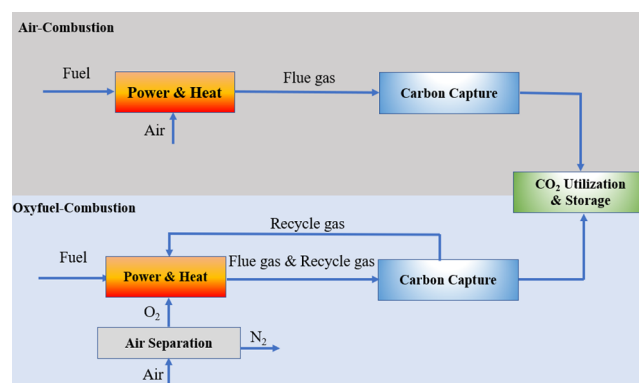 Air-Combustion
Fuel
Flue gas
Power & Heat
Carbon Capture
Air
CO₂ Utilization
& Storage
Oxyfuel-Combustion
Recycle gas
Fuel
Flue gas & Recycle gas
Power & Heat
Carbon Capture
O₂
Air Separation
N₂
Air